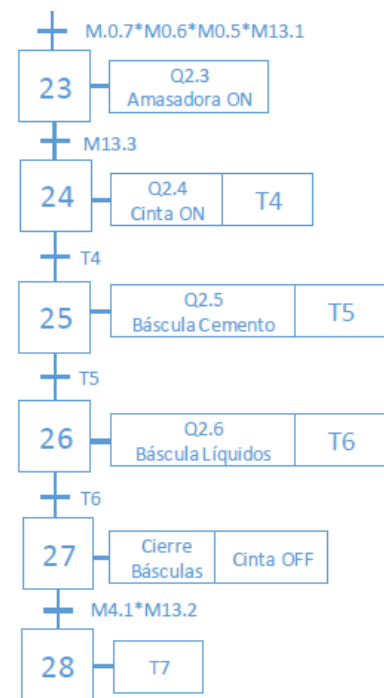 M.0.7*M0.6*M0.5*M13.1
23
Q2.3
Amasadora ON
M13.3
24
Q2.4
Cinta ON
T4
T4
25
Q2.5
Báscula Cemento
T5
T5
26
Q2.6
Báscula Líquidos
T6
T6
27
Cierre
Básculas
Cinta OFF
M4.1*M13.2
28
T7